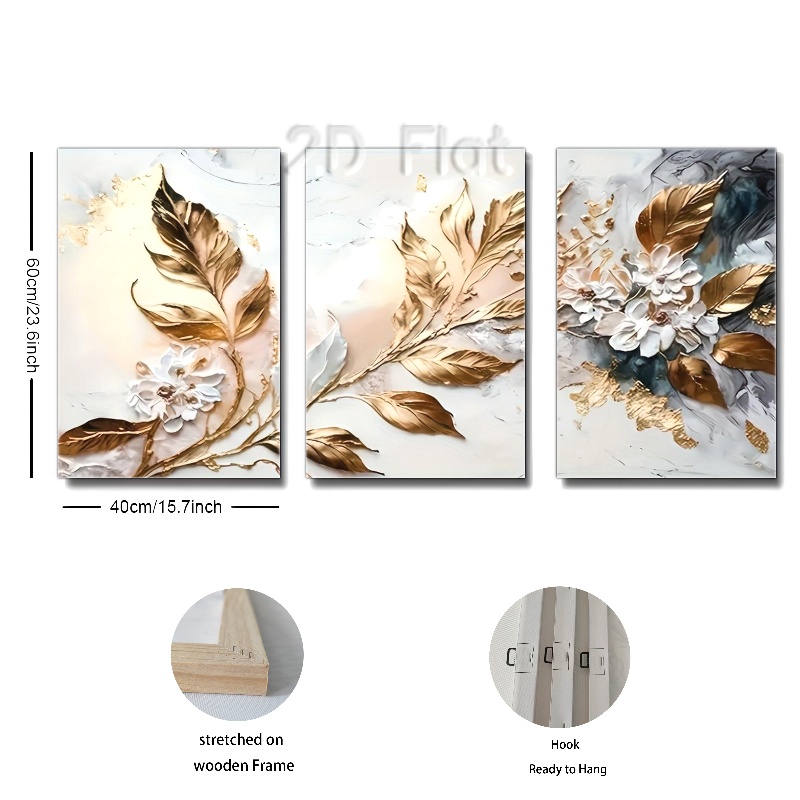 2D Flat
60cm/23.6inch
40cm/15.7inch
stretched on
wooden Frame
Hook
Ready to Hang